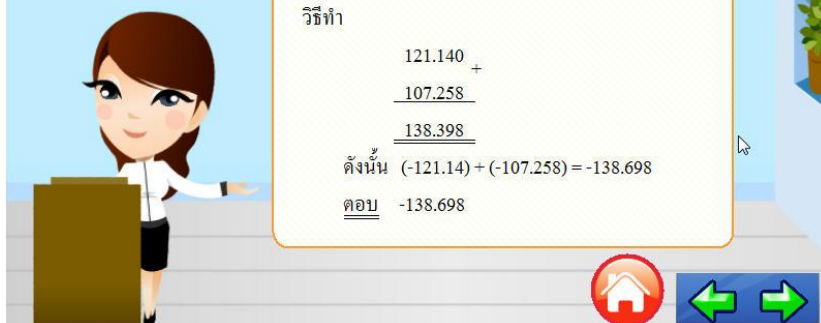 วิธีทำ
121.140
+
107.258
138.398
ดังนั้น (-121.14) + (-107.258) = -138.698
ตอบ -138.698